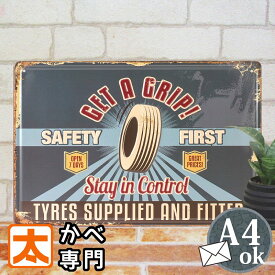 GET A GRIP!
SAFETY FIRST
OPEN 7 DAYS
GREAT PRICES!
Stay in Control
TYRES SUPPLIED AND FITTED
太
かべ
専門
A4
ok